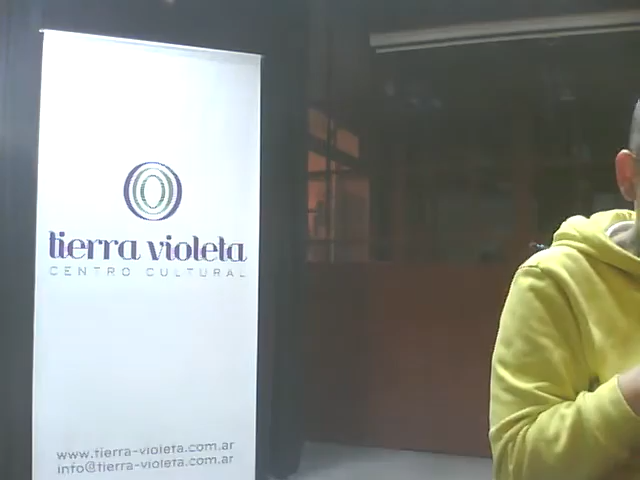 tierra violeta
CENTRO CULTURAL
www.tierra-violeta.com.ar
info@tierra-violeta.com.ar